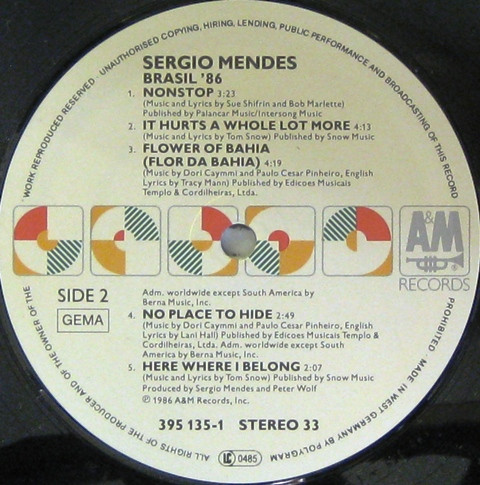 WORK REPRODUCED RESERVED - UNAUTHORISED COPYING, HIRING, LENDING, PUBLIC PERFORMANCE AND BROADCASTING OF THIS RECORD
PROHIBITED MADE IN WEST GERMANY BY POLYGRAM
ALL RIGHTS OF THE PRODUCER AND OF THE OWNER OF THE
SERGIO MENDES
BRASIL '86
1. NONSTOP 3:23
(Music and Lyrics by Sue Shifrin and Bob Marlette)
Published by Palancar Music/Intersong Music
2. IT HURTS A WHOLE LOT MORE 4:13
(Music and Lyrics by Tom Snow) Published by Snow Music
3. FLOWER OF BAHIA
(FLOR DA BAHIA) 4:19
(Music by Dori Caymmi and Paulo Cesar Pinheiro, English
Lyrics by Tracy Mann) Published by Edicoes Musicais
Templo & Cordilheiras, Ltda.
A&M
®
RECORDS
SIDE 2
GEMA
Adm. worldwide except South America by
Berna Music, Inc.
4. NO PLACE TO HIDE 2:49
(Music by Dori Caymmi and Paulo Cesar Pinheiro, English
Lyrics by Lani Hall) Published by Edicoes Musicais Templo &
Cordilheiras, Ltda. Adm. worldwide except South
America by Berna Music, Inc.
5. HERE WHERE I BELONG 2:07
(Music and Lyrics by Tom Snow) Published by Snow Music
Produced by Sergio Mendes and Peter Wolf
℗ 1986 A&M Records, Inc.
395 135-1 STEREO 33
LC 0485